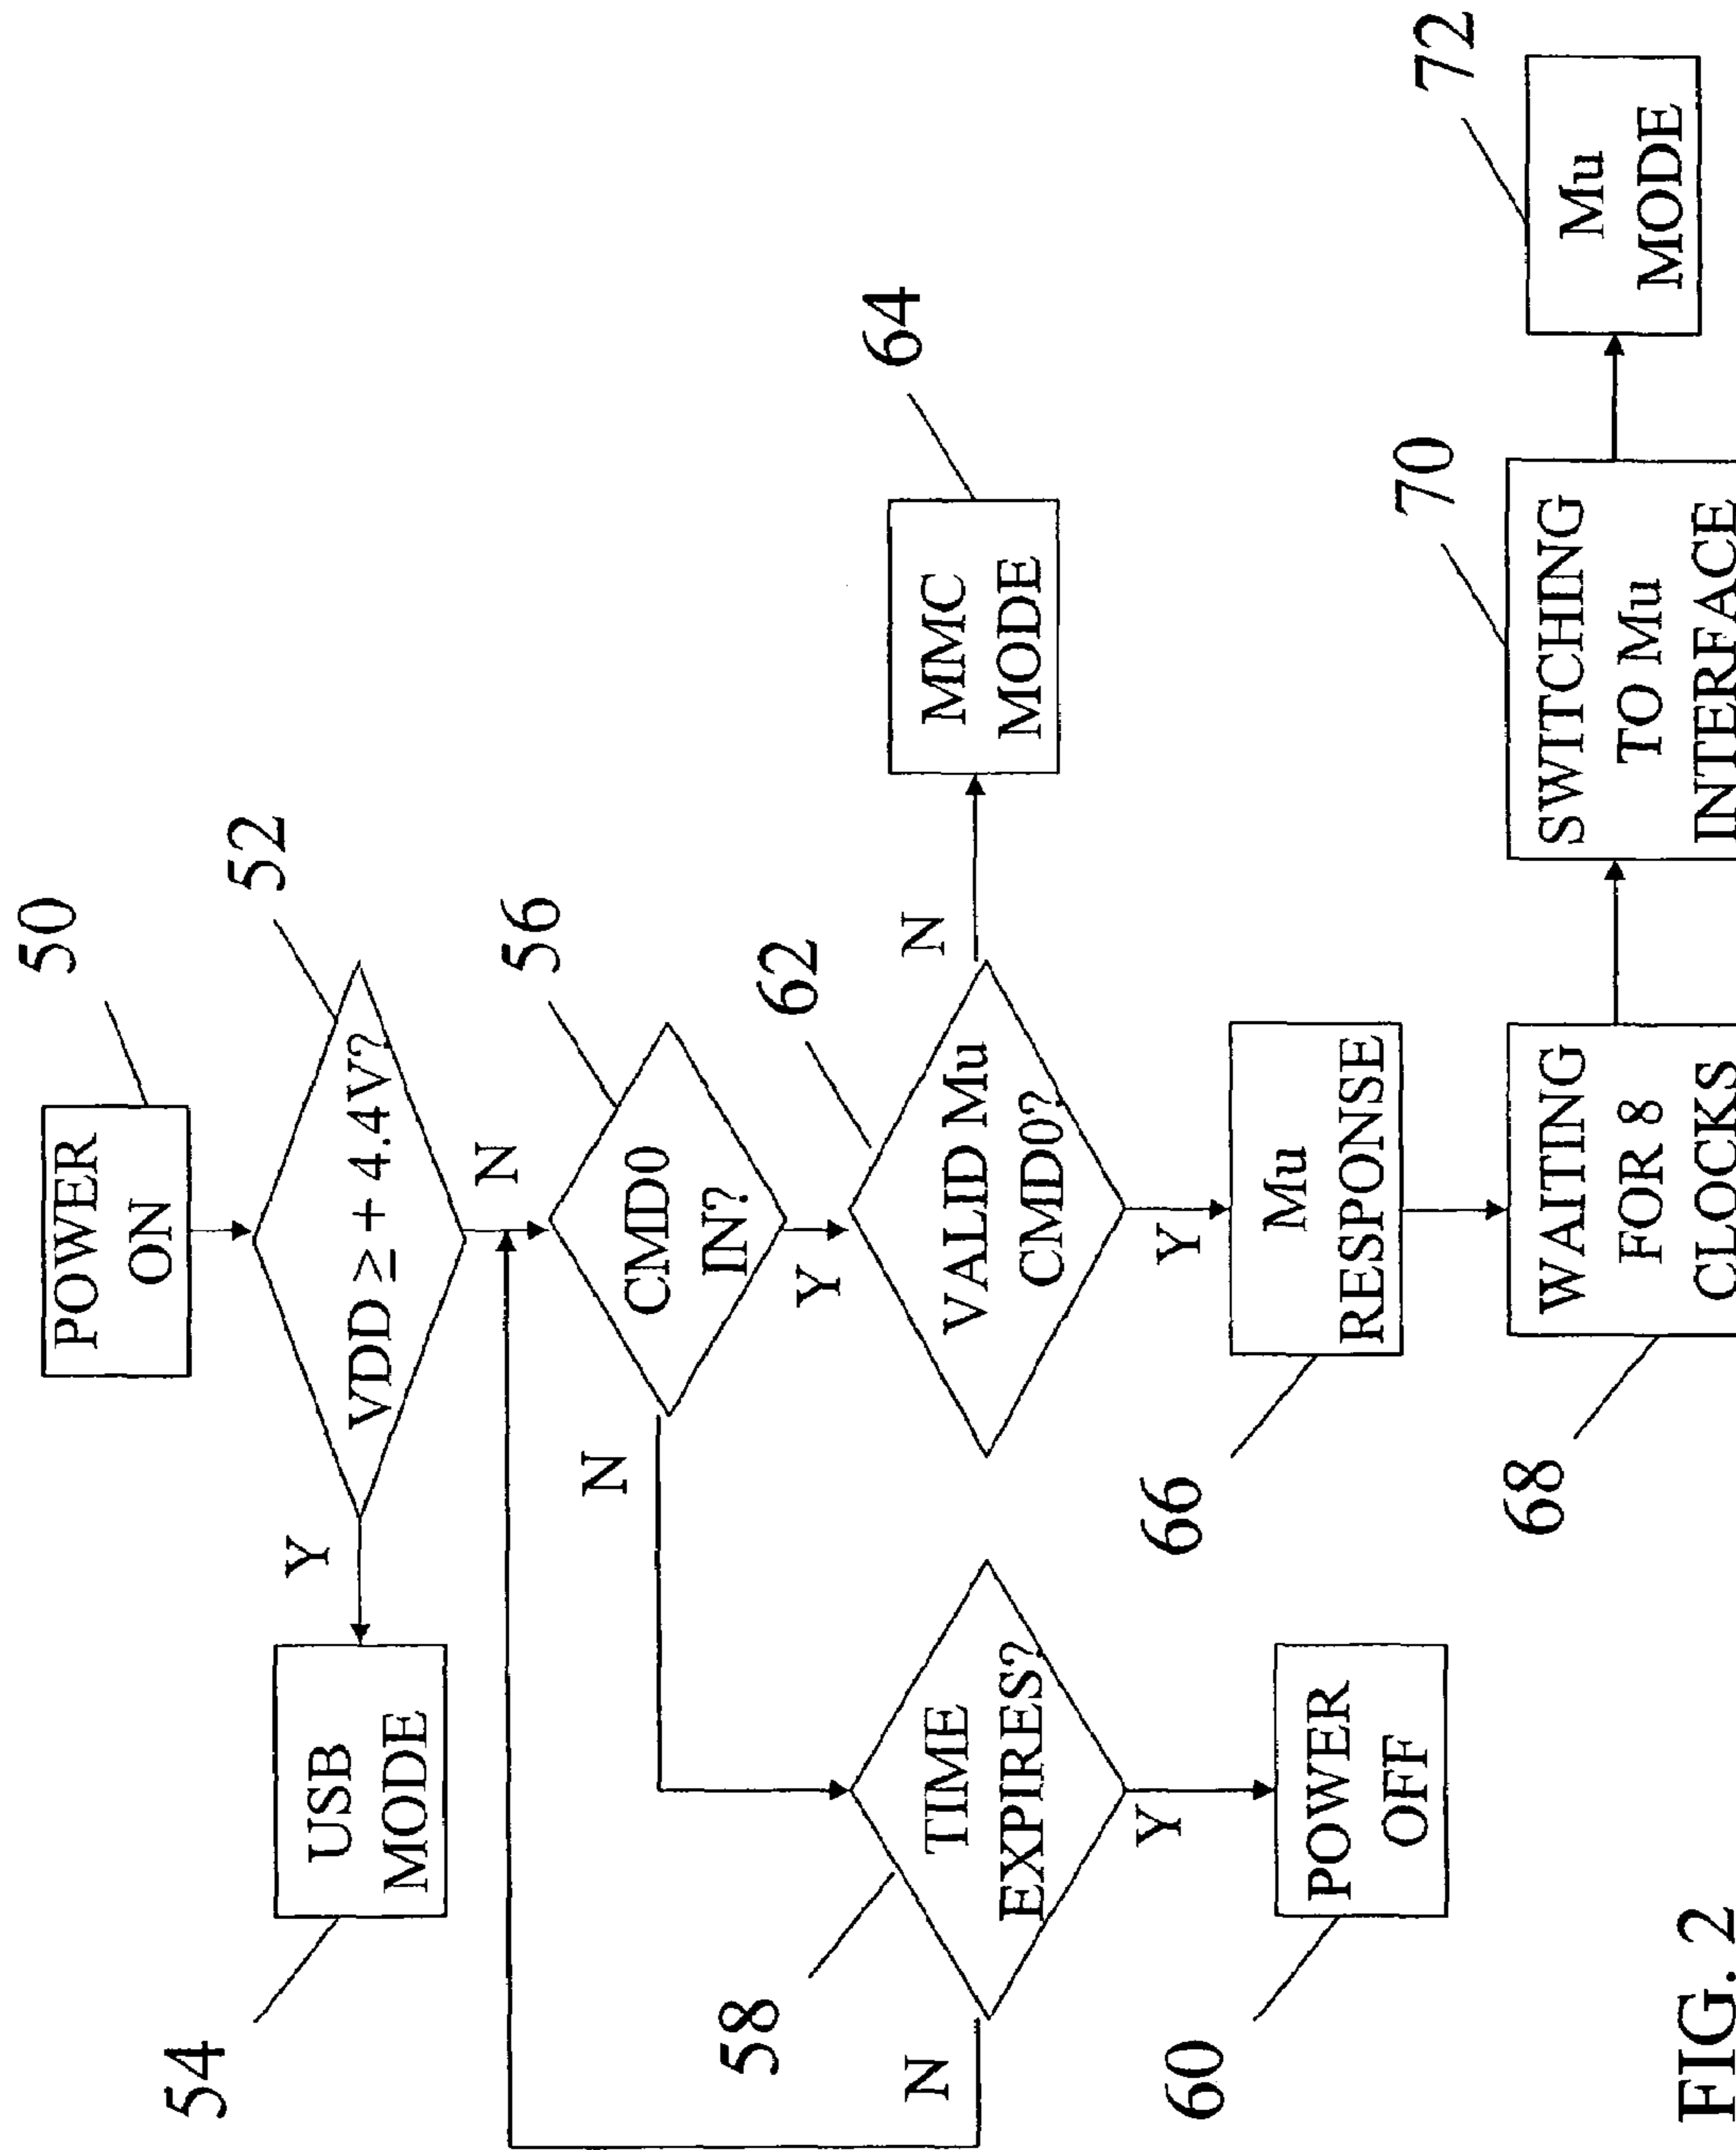 50
POWER
ON
52
VDD ≥ + 4.4V?
Y
N
54
USB
MODE
56
CMD0
IN?
N
Y
58
TIME
EXPIRES?
N
Y
60
POWER
OFF
62
VALID Mu
CMD0?
N
Y
64
MMC
MODE
66
Mu
RESPONSE
68
WAITING
FOR 8
CLOCKS
70
SWITCHING
TO Mu
INTERFACE
72
Mu
MODE
FIG. 2